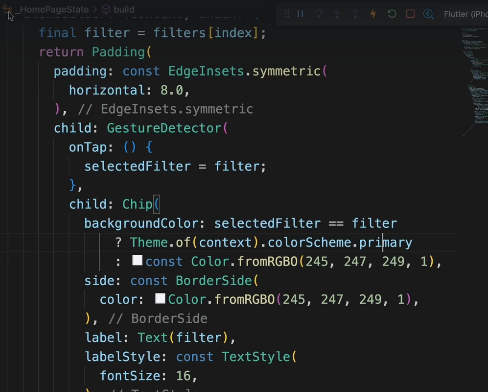 _HomePageState > build
Flutter (iPho
final filter = filters[index];
return Padding(
padding: const EdgeInsets.symmetric(
horizontal: 8.0,
), // EdgeInsets.symmetric
child: GestureDetector(
onTap: () {
selectedFilter = filter;
},
child: Chip(
backgroundColor: selectedFilter == filter
? Theme.of(context).colorScheme.primary
: const Color.fromRGBO(245, 247, 249, 1),
side: const BorderSide(
color: Color.fromRGBO(245, 247, 249, 1),
), // BorderSide
label: Text(filter),
labelStyle: const TextStyle(
fontSize: 16,
), // TextStyle